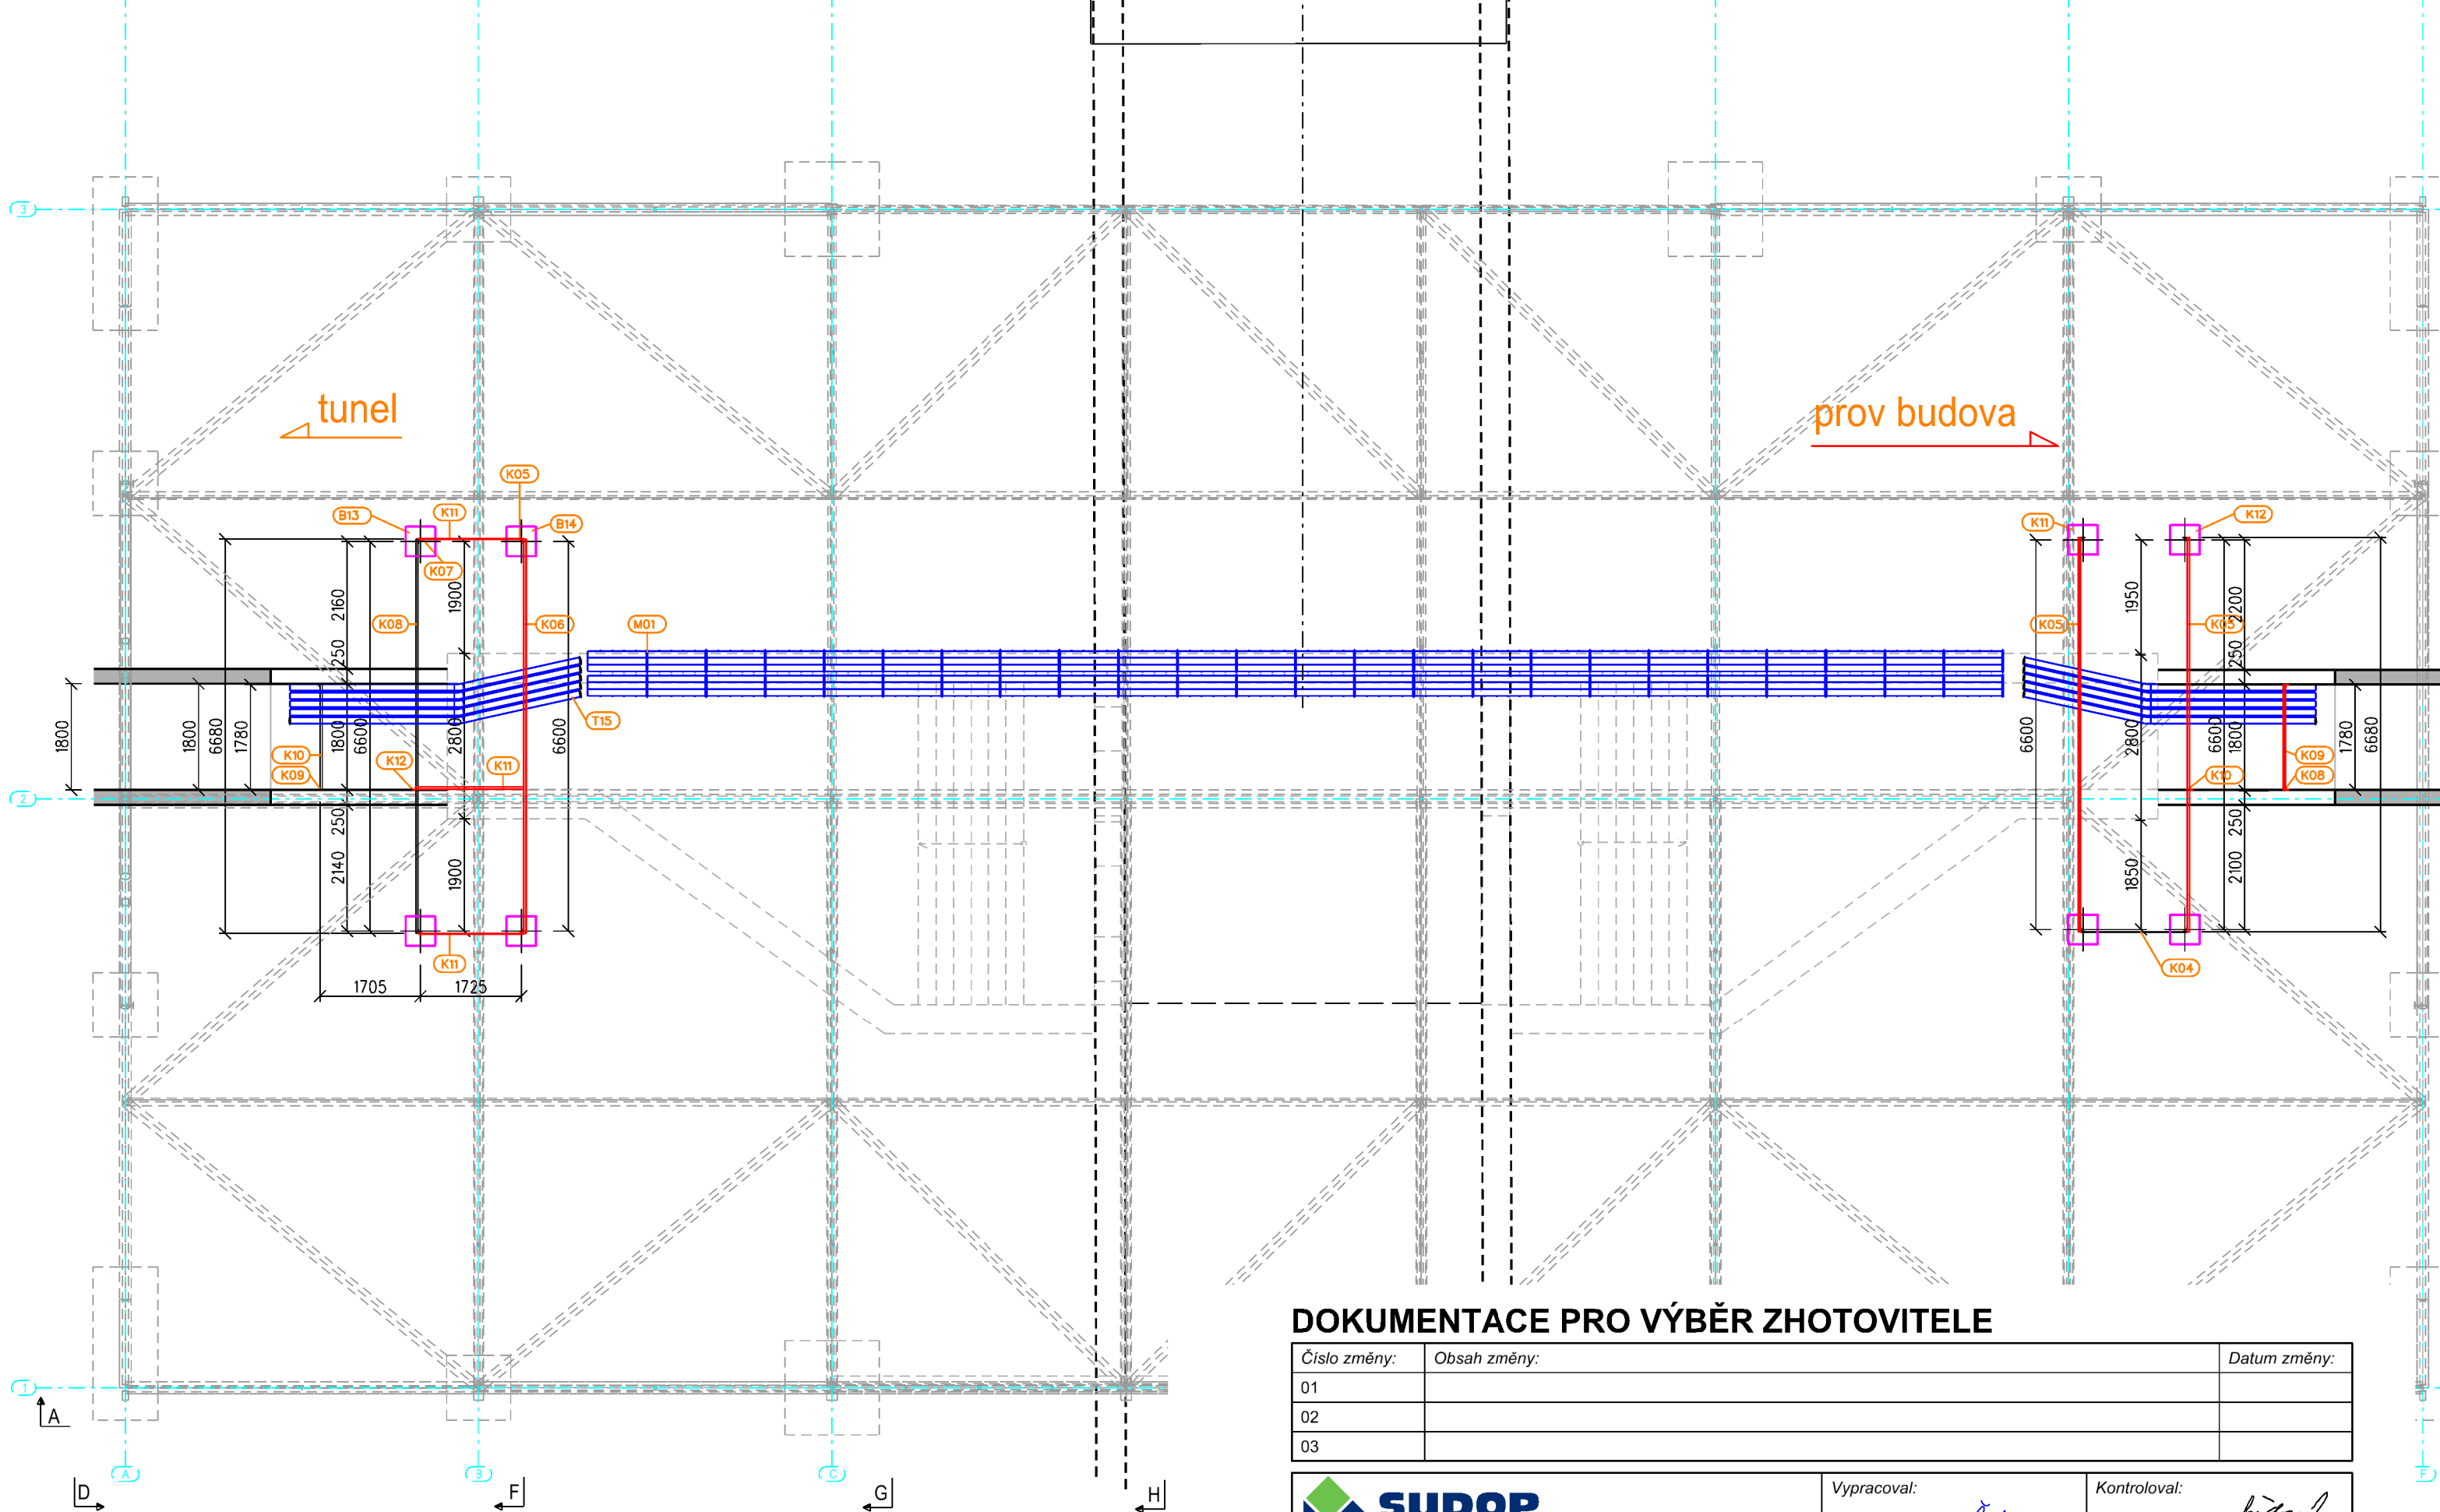 3
tunel
prov budova
K05
B13
K11
B14
K11
K12
K07
2160
1900
1950
2200
K08
K06
M01
K05
K05
250
250
T15
1800
1800
6680
1780
1800
6600
2800
6600
6600
2800
6600
1800
1780
6680
K10
K12
K11
K09
K09
K10
K08
2
250
250
2140
1900
1850
2100
K11
K04
1705
1725
DOKUMENTACE PRO VÝBĚR ZHOTOVITELE
Číslo změny:
Obsah změny:
Datum změny:
01
02
03
1
A
A
B
C
F
D
F
G
H
SUDOP
Vypracoval:
Kontroloval: